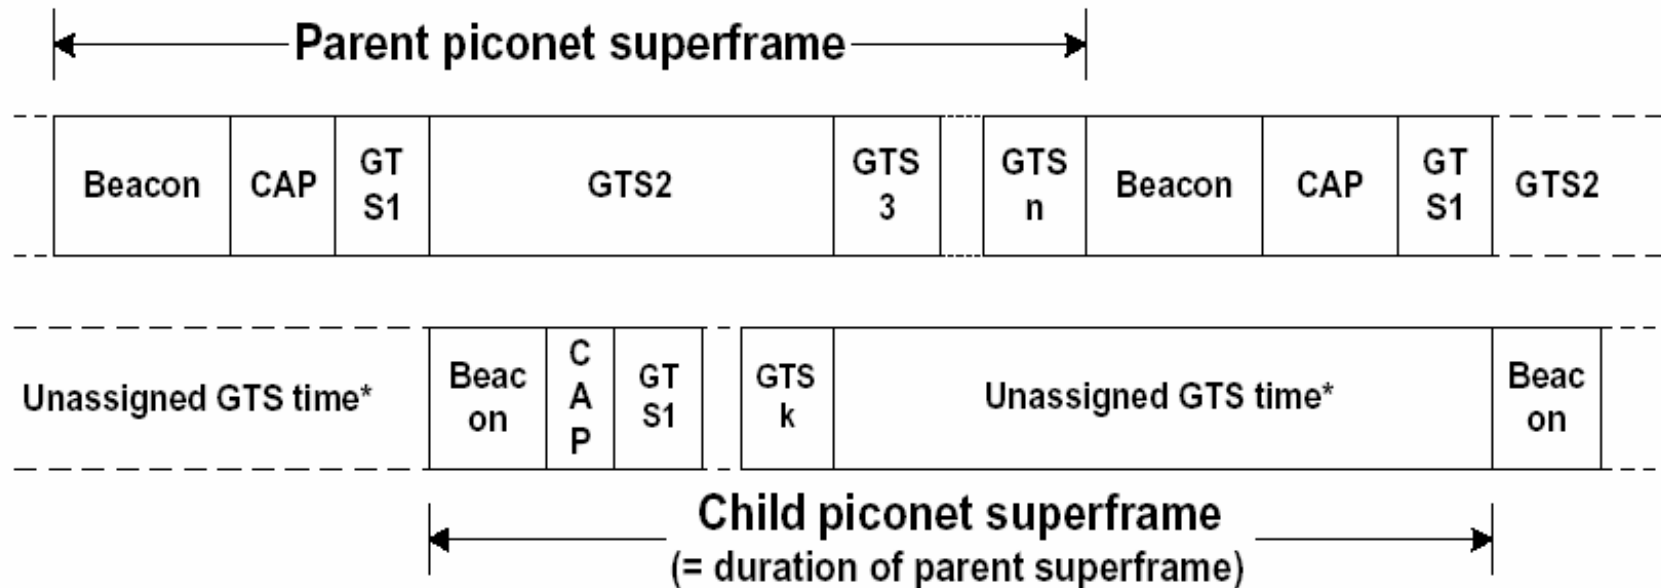 Parent piconet superframe
Beacon CAP GT S1 GTS2 GTS 3 GTS n Beacon CAP GT S1 GTS2
Unassigned GTS time* Beac on C A P GT S1 GTS k Unassigned GTS time* Beac on
Child piconet superframe
(= duration of parent superframe)